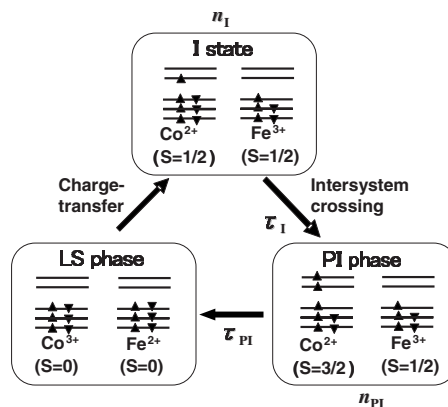 n_I
I state
Co²⁺ Fe³⁺
(S=1/2) (S=1/2)
Charge-
transfer
Intersystem
crossing
τ_I
LS phase
Co³⁺ Fe²⁺
(S=0) (S=0)
τ_PI
PI phase
Co²⁺ Fe³⁺
(S=3/2) (S=1/2)
n_PI